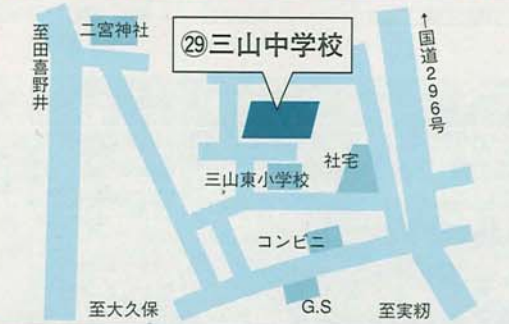 至田喜野井
二宮神社
㉙三山中学校
↑国道296号
社宅
三山東小学校
コンビニ
至大久保
G.S
至実籾